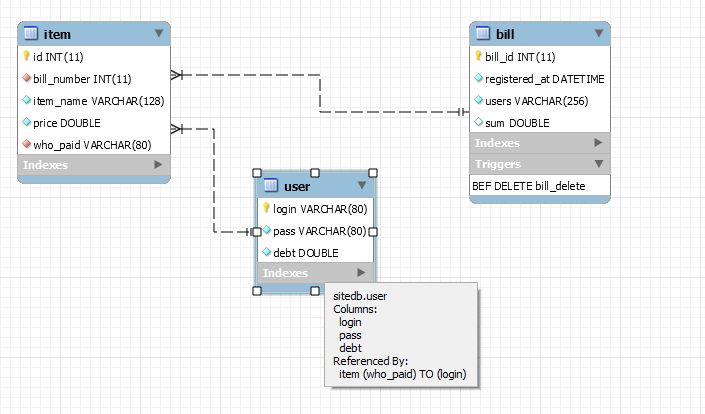 item
id INT(11)
bill_number INT(11)
item_name VARCHAR(128)
price DOUBLE
who_paid VARCHAR(80)
Indexes
bill
bill_id INT(11)
registered_at DATETIME
users VARCHAR(256)
sum DOUBLE
Indexes
Triggers
BEF DELETE bill_delete
user
login VARCHAR(80)
pass VARCHAR(80)
debt DOUBLE
Indexes
sitedb.user
Columns:
login
pass
debt
Referenced By:
item (who_paid) TO (login)